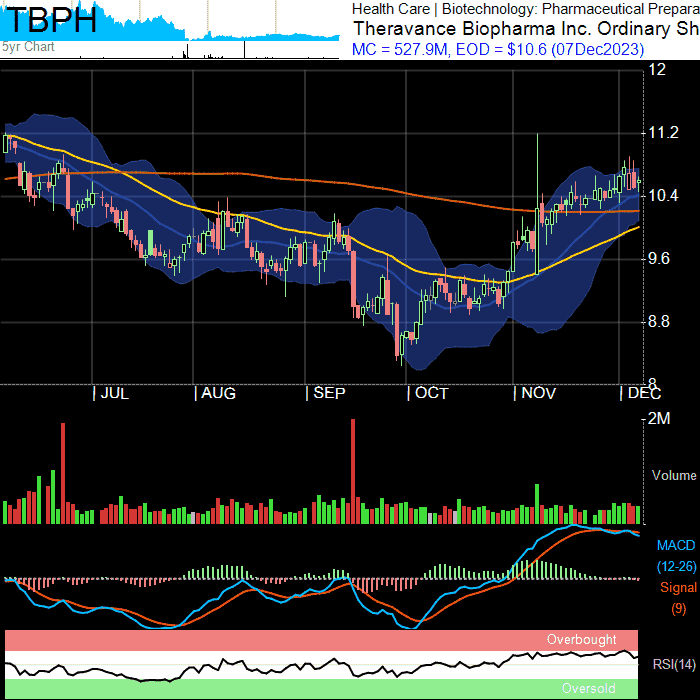 TBPH
Health Care | Biotechnology: Pharmaceutical Prepara
Theravance Biopharma Inc. Ordinary Sh
5yr Chart
MC = 527.9M, EOD = $10.6 (07Dec2023)
12
11.2
10.4
9.6
8.8
8
| JUL | AUG | SEP | OCT | NOV | DEC
2M
Volume
MACD
(12-26)
Signal
(9)
Overbought
RSI(14)
Oversold